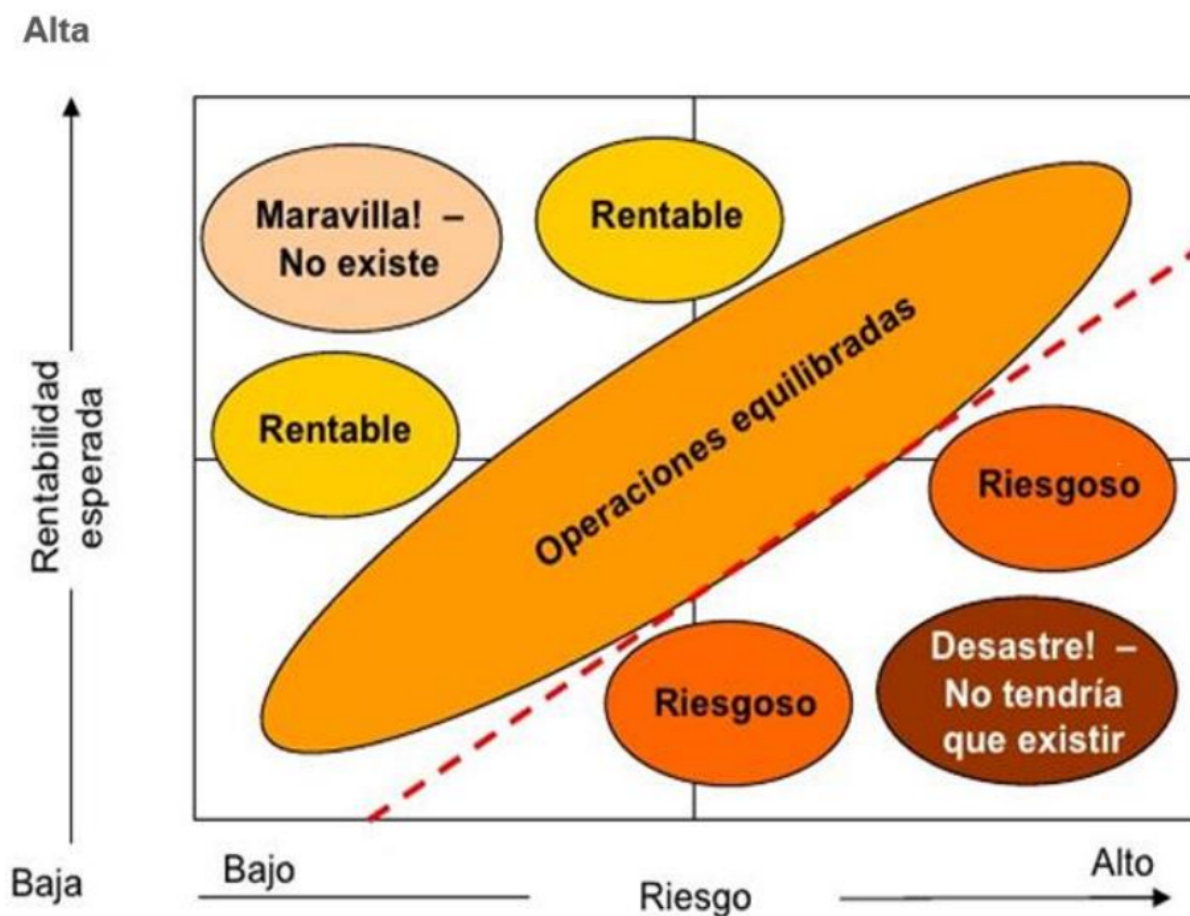 Alta
Maravilla! –
No existe
Rentable
Rentable
Operaciones equilibradas
Rentabilidad
esperada
Riesgoso
Riesgoso
Desastre! –
No tendría
que existir
Baja
Bajo
Riesgo
Alto